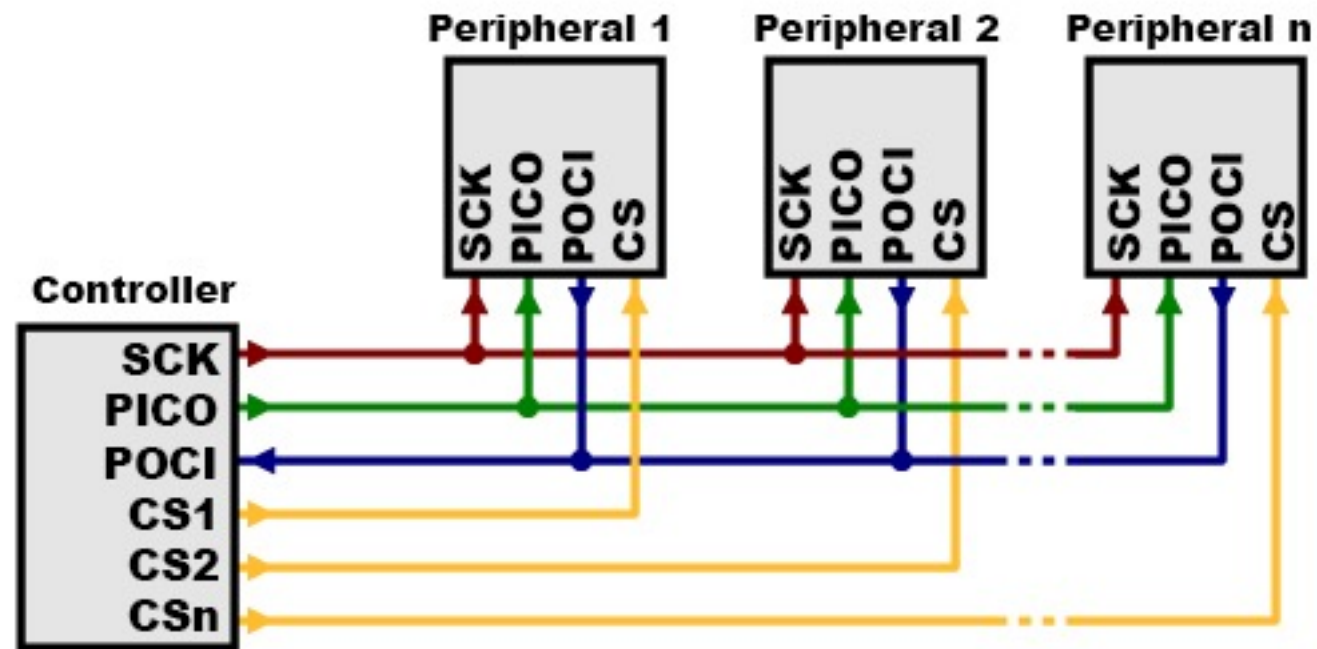 Peripheral 1
Peripheral 2
Peripheral n
SCK
PICO
POCI
CS
SCK
PICO
POCI
CS
SCK
PICO
POCI
CS
Controller
SCK
PICO
POCI
CS1
CS2
CSn